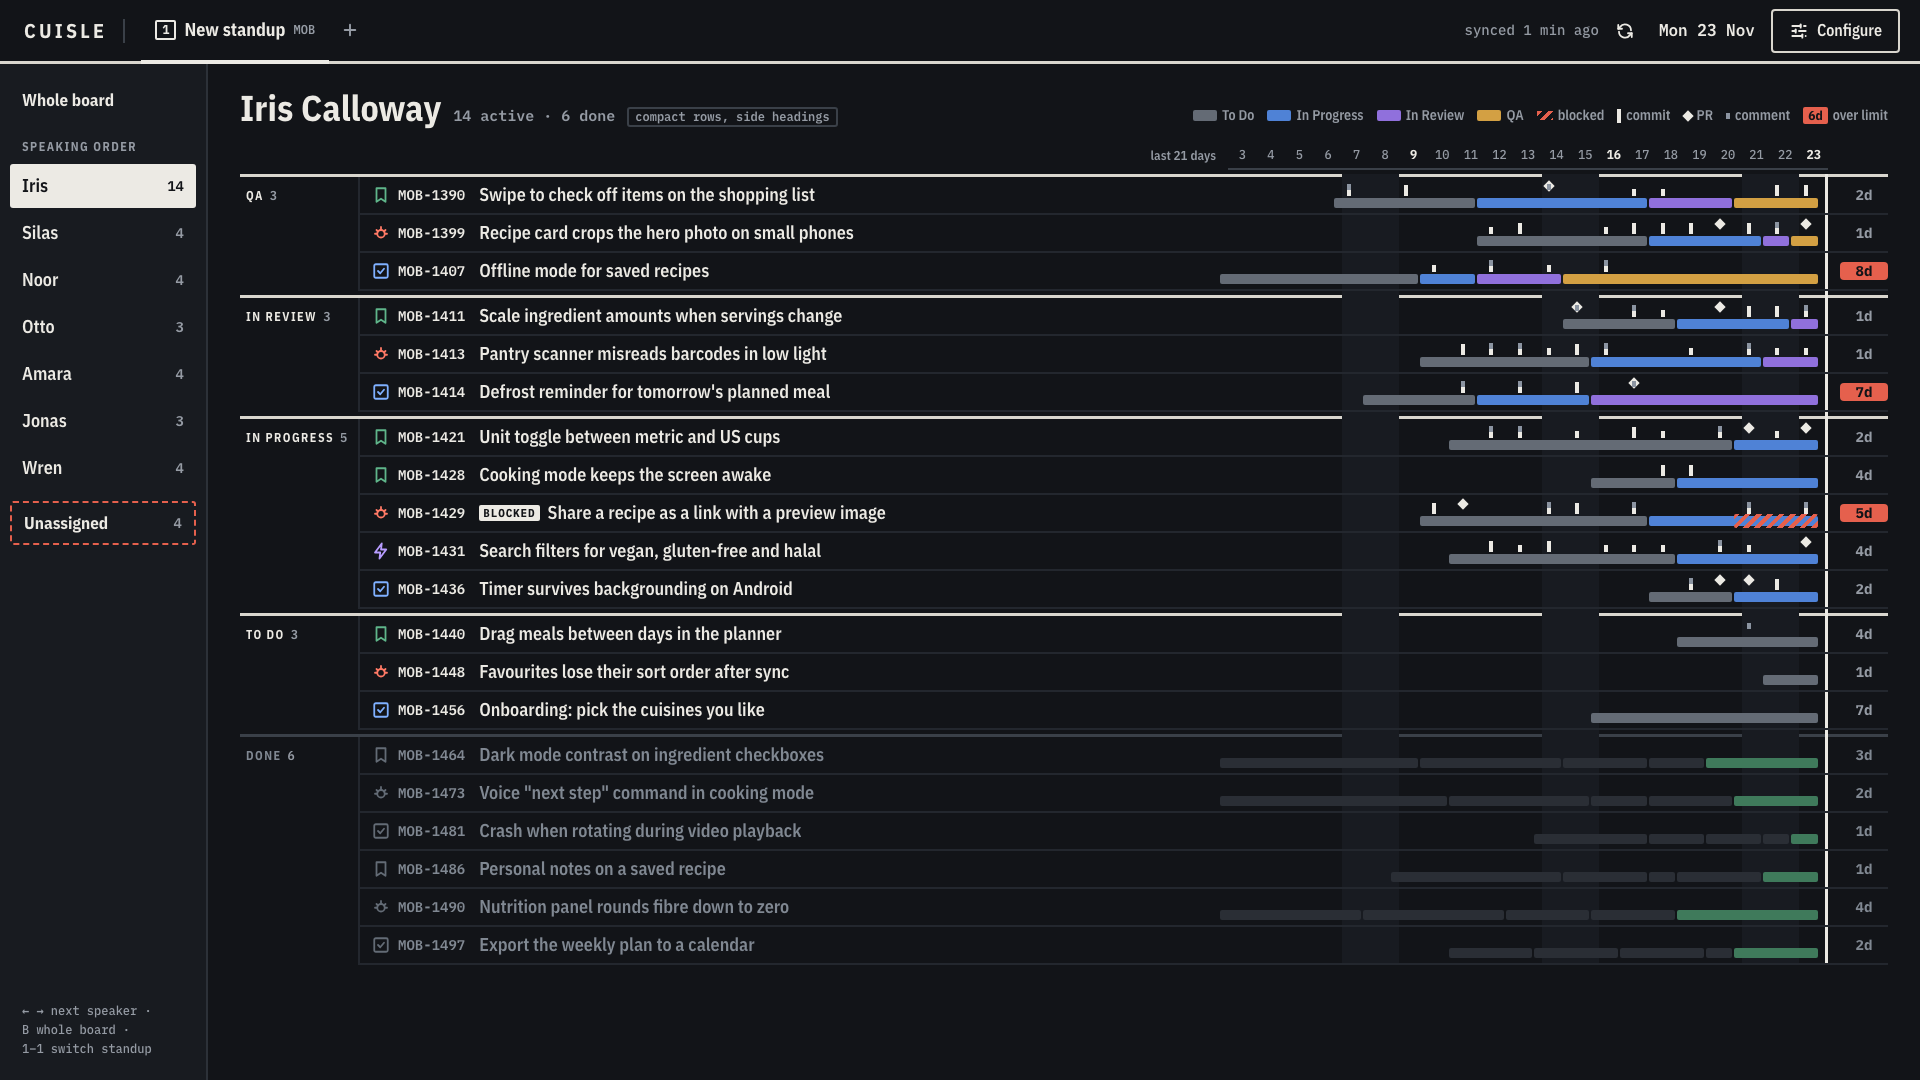 CUISLE
1 New standup MOB +
synced 1 min ago
Mon 23 Nov
Configure
Whole board
SPEAKING ORDER
Iris 14
Silas 4
Noor 4
Otto 3
Amara 4
Jonas 3
Wren 4
Unassigned 4
← → next speaker ·
B whole board ·
1–1 switch standup
Iris Calloway 14 active · 6 done compact rows, side headings
To Do In Progress In Review QA blocked commit PR comment 6d over limit
last 21 days 3 4 5 6 7 8 9 10 11 12 13 14 15 16 17 18 19 20 21 22 23
QA 3
MOB-1390 Swipe to check off items on the shopping list 2d
MOB-1399 Recipe card crops the hero photo on small phones 1d
MOB-1407 Offline mode for saved recipes 8d
IN REVIEW 3
MOB-1411 Scale ingredient amounts when servings change 1d
MOB-1413 Pantry scanner misreads barcodes in low light 1d
MOB-1414 Defrost reminder for tomorrow's planned meal 7d
IN PROGRESS 5
MOB-1421 Unit toggle between metric and US cups 2d
MOB-1428 Cooking mode keeps the screen awake 4d
MOB-1429 BLOCKED Share a recipe as a link with a preview image 5d
MOB-1431 Search filters for vegan, gluten-free and halal 4d
MOB-1436 Timer survives backgrounding on Android 2d
TO DO 3
MOB-1440 Drag meals between days in the planner 4d
MOB-1448 Favourites lose their sort order after sync 1d
MOB-1456 Onboarding: pick the cuisines you like 7d
DONE 6
MOB-1464 Dark mode contrast on ingredient checkboxes 3d
MOB-1473 Voice "next step" command in cooking mode 2d
MOB-1481 Crash when rotating during video playback 1d
MOB-1486 Personal notes on a saved recipe 1d
MOB-1490 Nutrition panel rounds fibre down to zero 4d
MOB-1497 Export the weekly plan to a calendar 2d